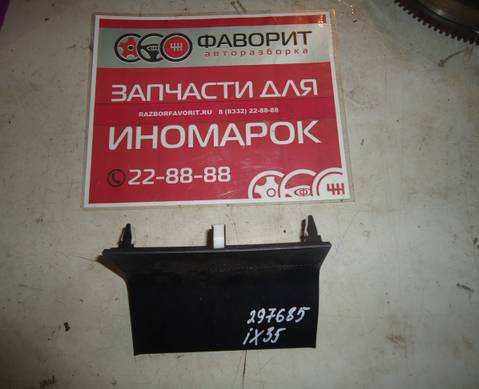 ФАВОРИТ
авторазборка
ЗАПЧАСТИ ДЛЯ
RAZBORFAVORIT.RU 8 (8332) 22-88-88
ИНОМАРОК
22-88-88
297685
iX35